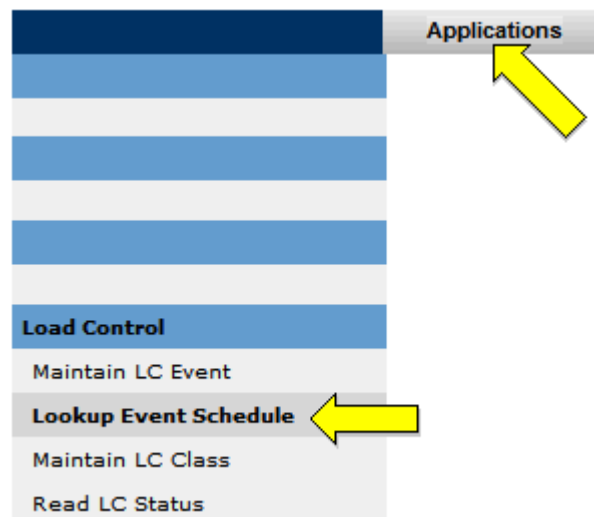 Applications
Load Control
Maintain LC Event
Lookup Event Schedule
Maintain LC Class
Read LC Status